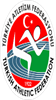 TÜRKİYE ATLETİZM FEDERASYONU
TURKISH ATHLETIC FEDERATION